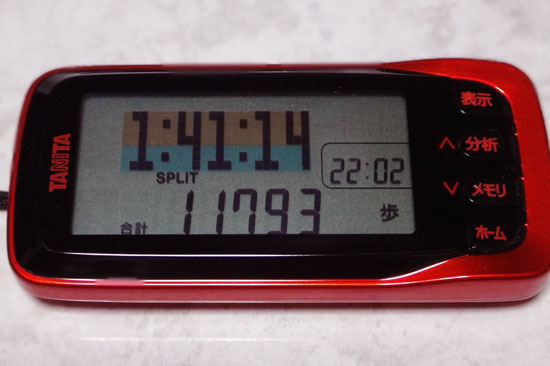 TANITA
1:41:14
SPLIT
22:02
合計 11793 歩
表示
∧ 分析
∨ メモリ
ホーム